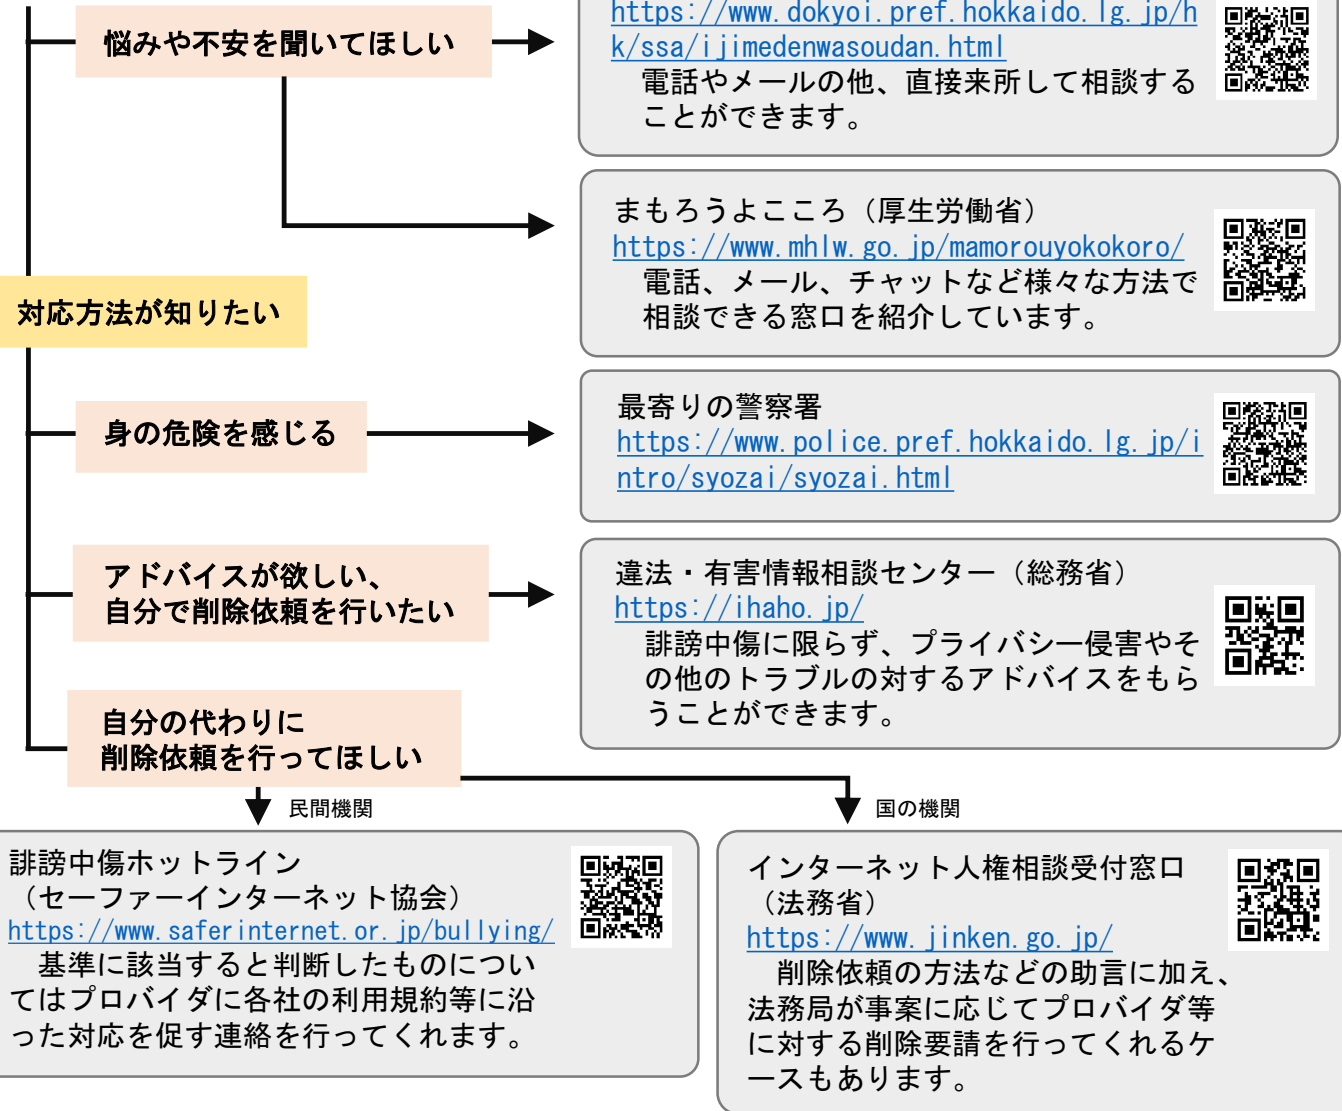 悩みや不安を聞いてほしい
https://www.dokyoi.pref.hokkaido.lg.jp/h
k/ssa/ijimedenwasoudan.html
電話やメールの他、直接来所して相談する
ことができます。
まもろうよこころ（厚生労働省）
https://www.mhlw.go.jp/mamorouyokokoro/
電話、メール、チャットなど様々な方法で
相談できる窓口を紹介しています。
対応方法が知りたい
身の危険を感じる
最寄りの警察署
https://www.police.pref.hokkaido.lg.jp/i
ntro/syozai/syozai.html
アドバイスが欲しい、
自分で削除依頼を行いたい
違法・有害情報相談センター（総務省）
https://ihaho.jp/
誹謗中傷に限らず、プライバシー侵害やそ
の他のトラブルの対するアドバイスをもら
うことができます。
自分の代わりに
削除依頼を行ってほしい
民間機関
国の機関
誹謗中傷ホットライン
（セーファーインターネット協会）
https://www.saferinternet.or.jp/bullying/
基準に該当すると判断したものについ
てはプロバイダに各社の利用規約等に沿
った対応を促す連絡を行ってくれます。
インターネット人権相談受付窓口
（法務省）
https://www.jinken.go.jp/
削除依頼の方法などの助言に加え、
法務局が事案に応じてプロバイダ等
に対する削除要請を行ってくれるケ
ースもあります。